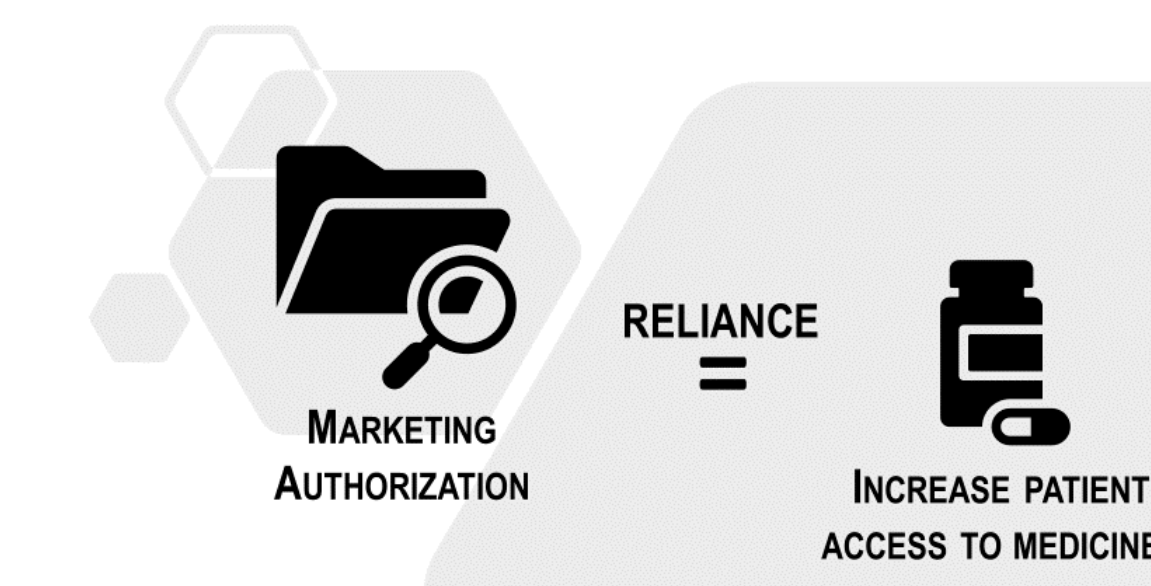 MARKETING
AUTHORIZATION
RELIANCE
=
INCREASE PATIENT
ACCESS TO MEDICINE